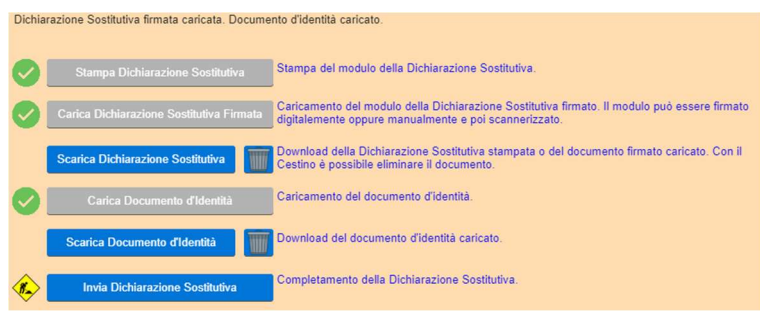 Dichiarazione Sostitutiva firmata caricata. Documento d'identità caricato.
Stampa Dichiarazione Sostitutiva
Stampa del modulo della Dichiarazione Sostitutiva.
Carica Dichiarazione Sostitutiva Firmata
Caricamento del modulo della Dichiarazione Sostitutiva firmato. Il modulo può essere firmato
digitalemente oppure manualmente e poi scannerizzato.
Scarica Dichiarazione Sostitutiva
Download della Dichiarazione Sostitutiva stampata o del documento firmato caricato. Con il
Cestino è possibile eliminare il documento.
Carica Documento d'Identità
Caricamento del documento d'identità.
Scarica Documento d'Identità
Download del documento d'identità caricato.
Invia Dichiarazione Sostitutiva
Completamento della Dichiarazione Sostitutiva.